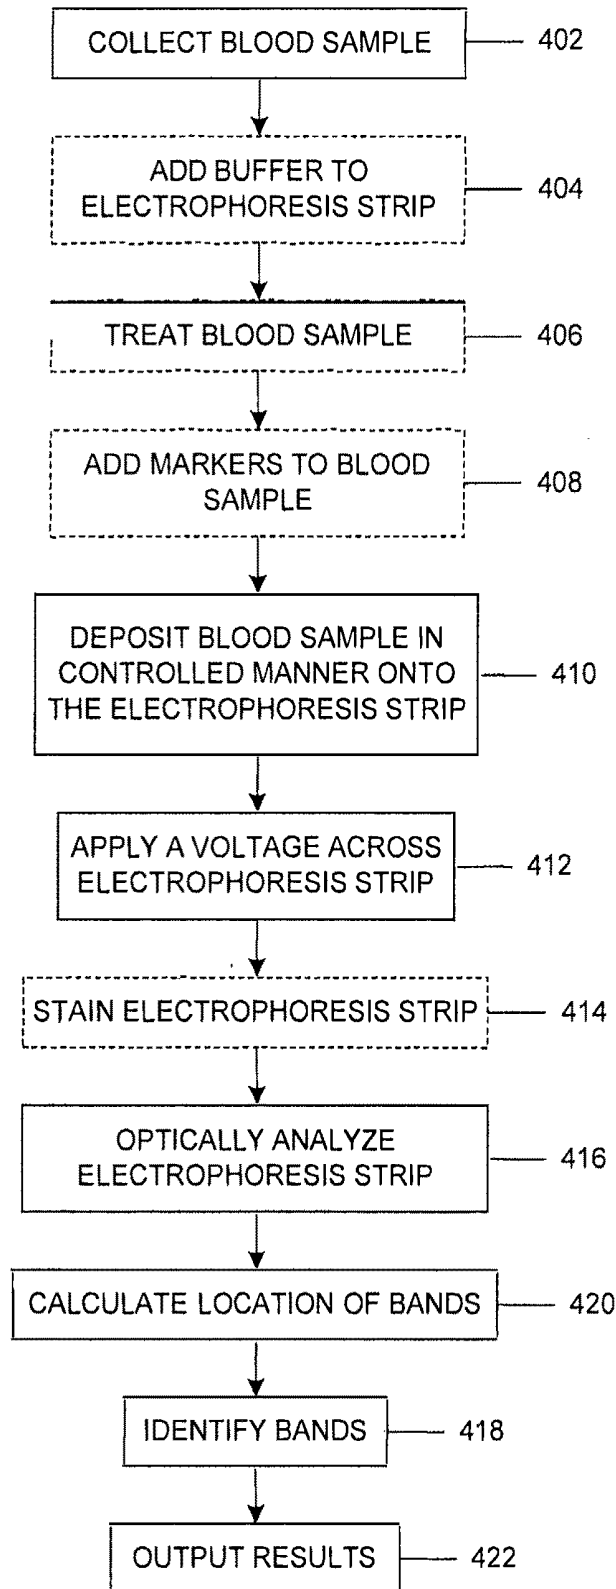 COLLECT BLOOD SAMPLE 402
ADD BUFFER TO
ELECTROPHORESIS STRIP 404
TREAT BLOOD SAMPLE 406
ADD MARKERS TO BLOOD
SAMPLE 408
DEPOSIT BLOOD SAMPLE IN
CONTROLLED MANNER ONTO
THE ELECTROPHORESIS STRIP 410
APPLY A VOLTAGE ACROSS
ELECTROPHORESIS STRIP 412
STAIN ELECTROPHORESIS STRIP 414
OPTICALLY ANALYZE
ELECTROPHORESIS STRIP 416
CALCULATE LOCATION OF BANDS 420
IDENTIFY BANDS 418
OUTPUT RESULTS 422